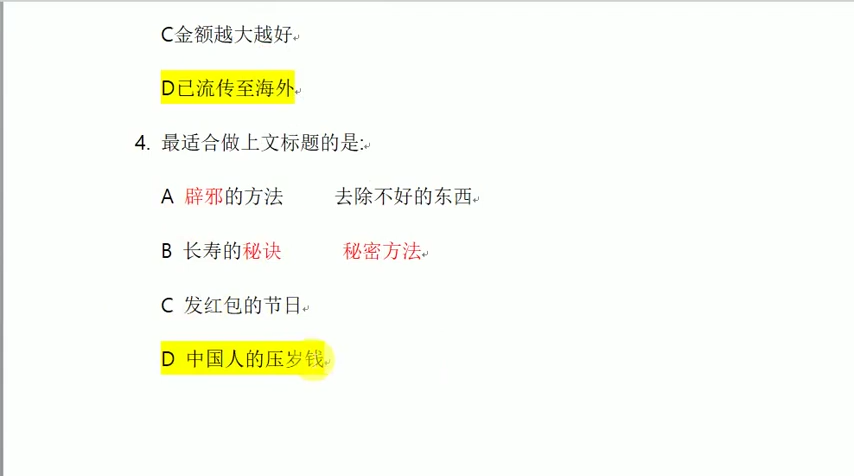 C金额越大越好
D已流传至海外
4. 最适合做上文标题的是:
A 辟邪的方法 去除不好的东西
B 长寿的秘诀 秘密方法
C 发红包的节日
D 中国人的压岁钱